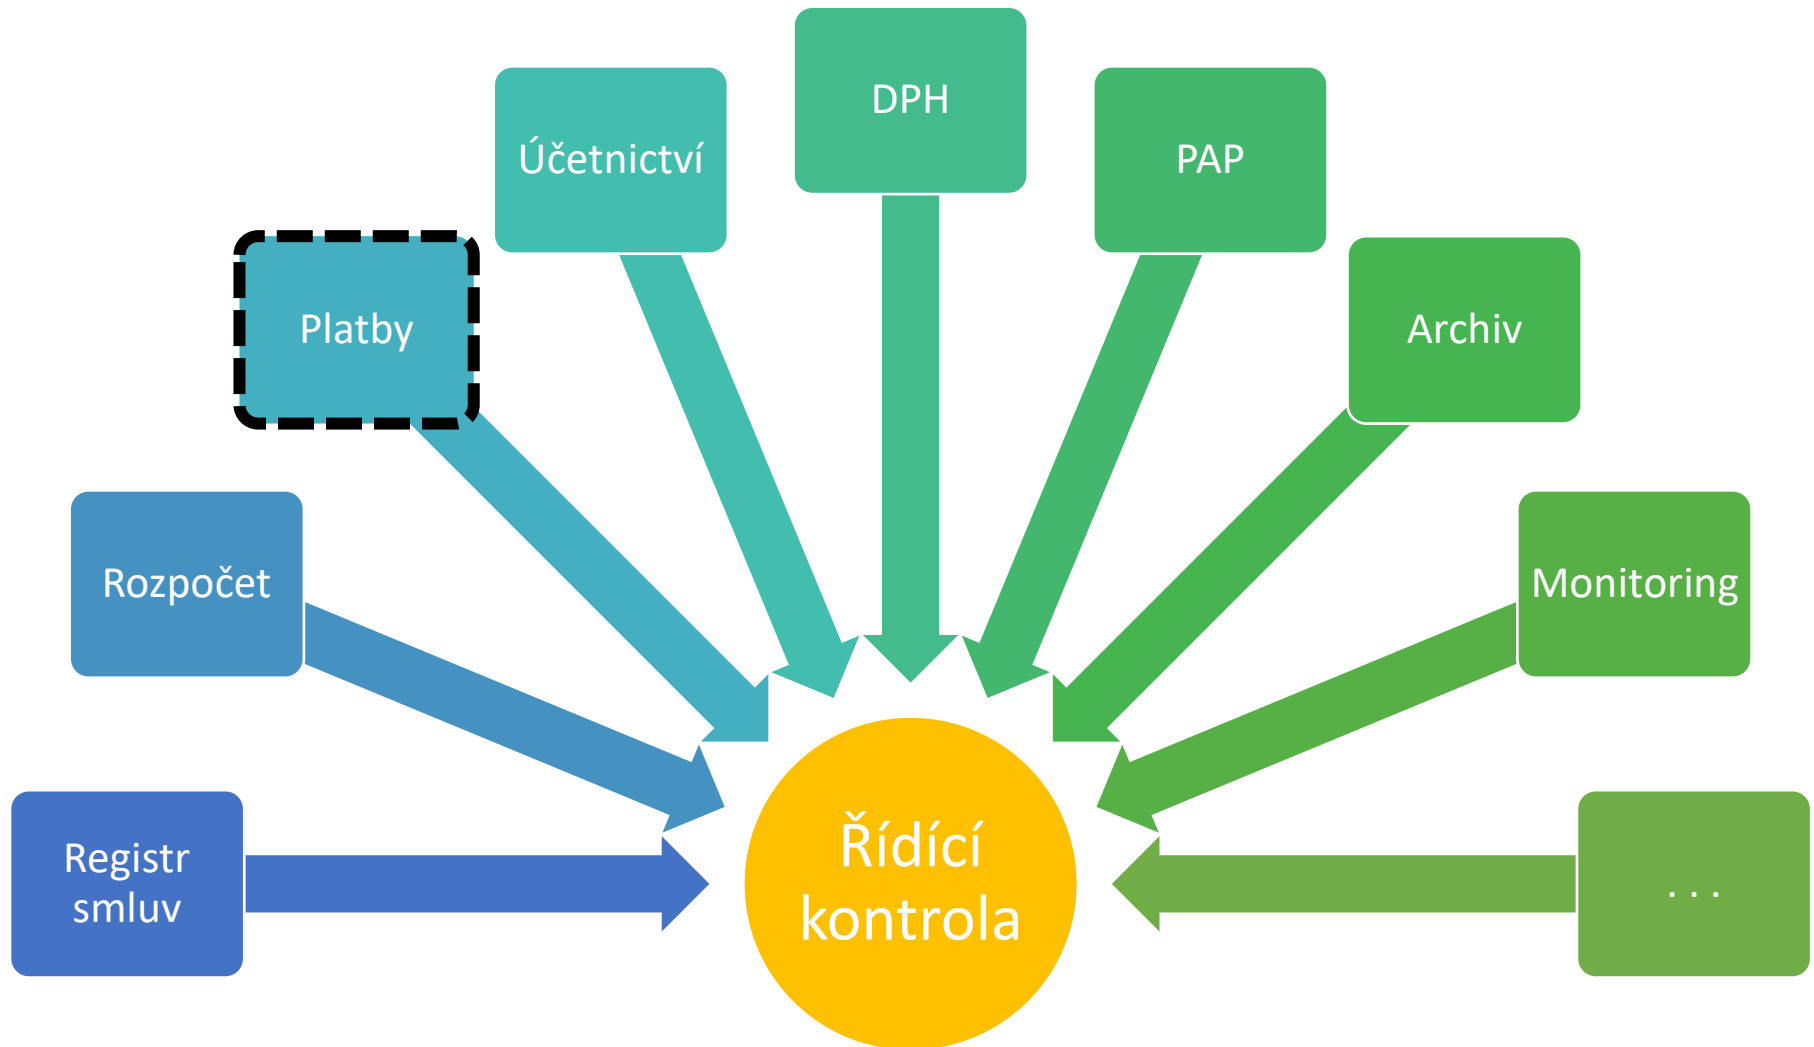 DPH
Účetnictví
PAP
Platby
Archiv
Rozpočet
Monitoring
Registr
smluv
Řídící
kontrola
. . .